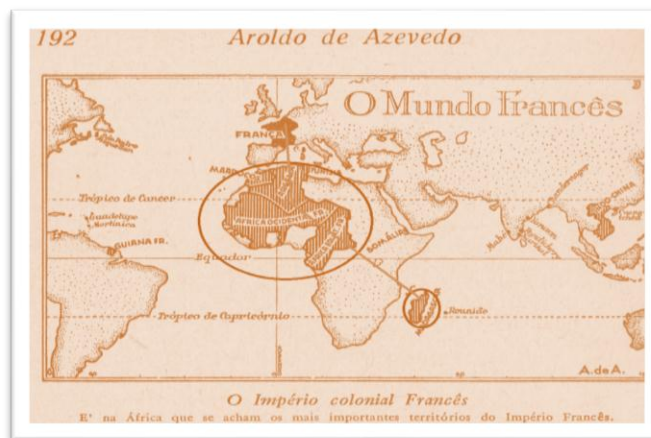 192
Aroldo de Azevedo
O Mundo Francês
FRANÇA
Trópico de Cancer
Guadelupe
Martinica
GUIANA FR.
AFRICA OCIDENTAL FR.
SOMÁLIA
Equador
Trópico de Capricórnio
Reunião
A. de A.
O Império colonial Francês
E' na África que se acham os mais importantes territórios do Império Francês.